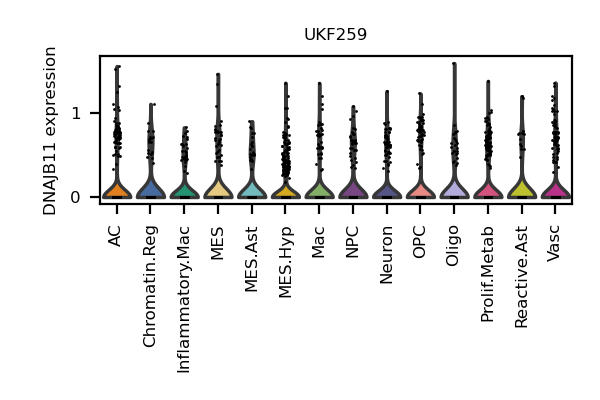 UKF259
DNAJB11 expression
1
0
AC
Chromatin.Reg
Inflammatory.Mac
MES
MES.Ast
MES.Hyp
Mac
NPC
Neuron
OPC
Oligo
Prolif.Metab
Reactive.Ast
Vasc